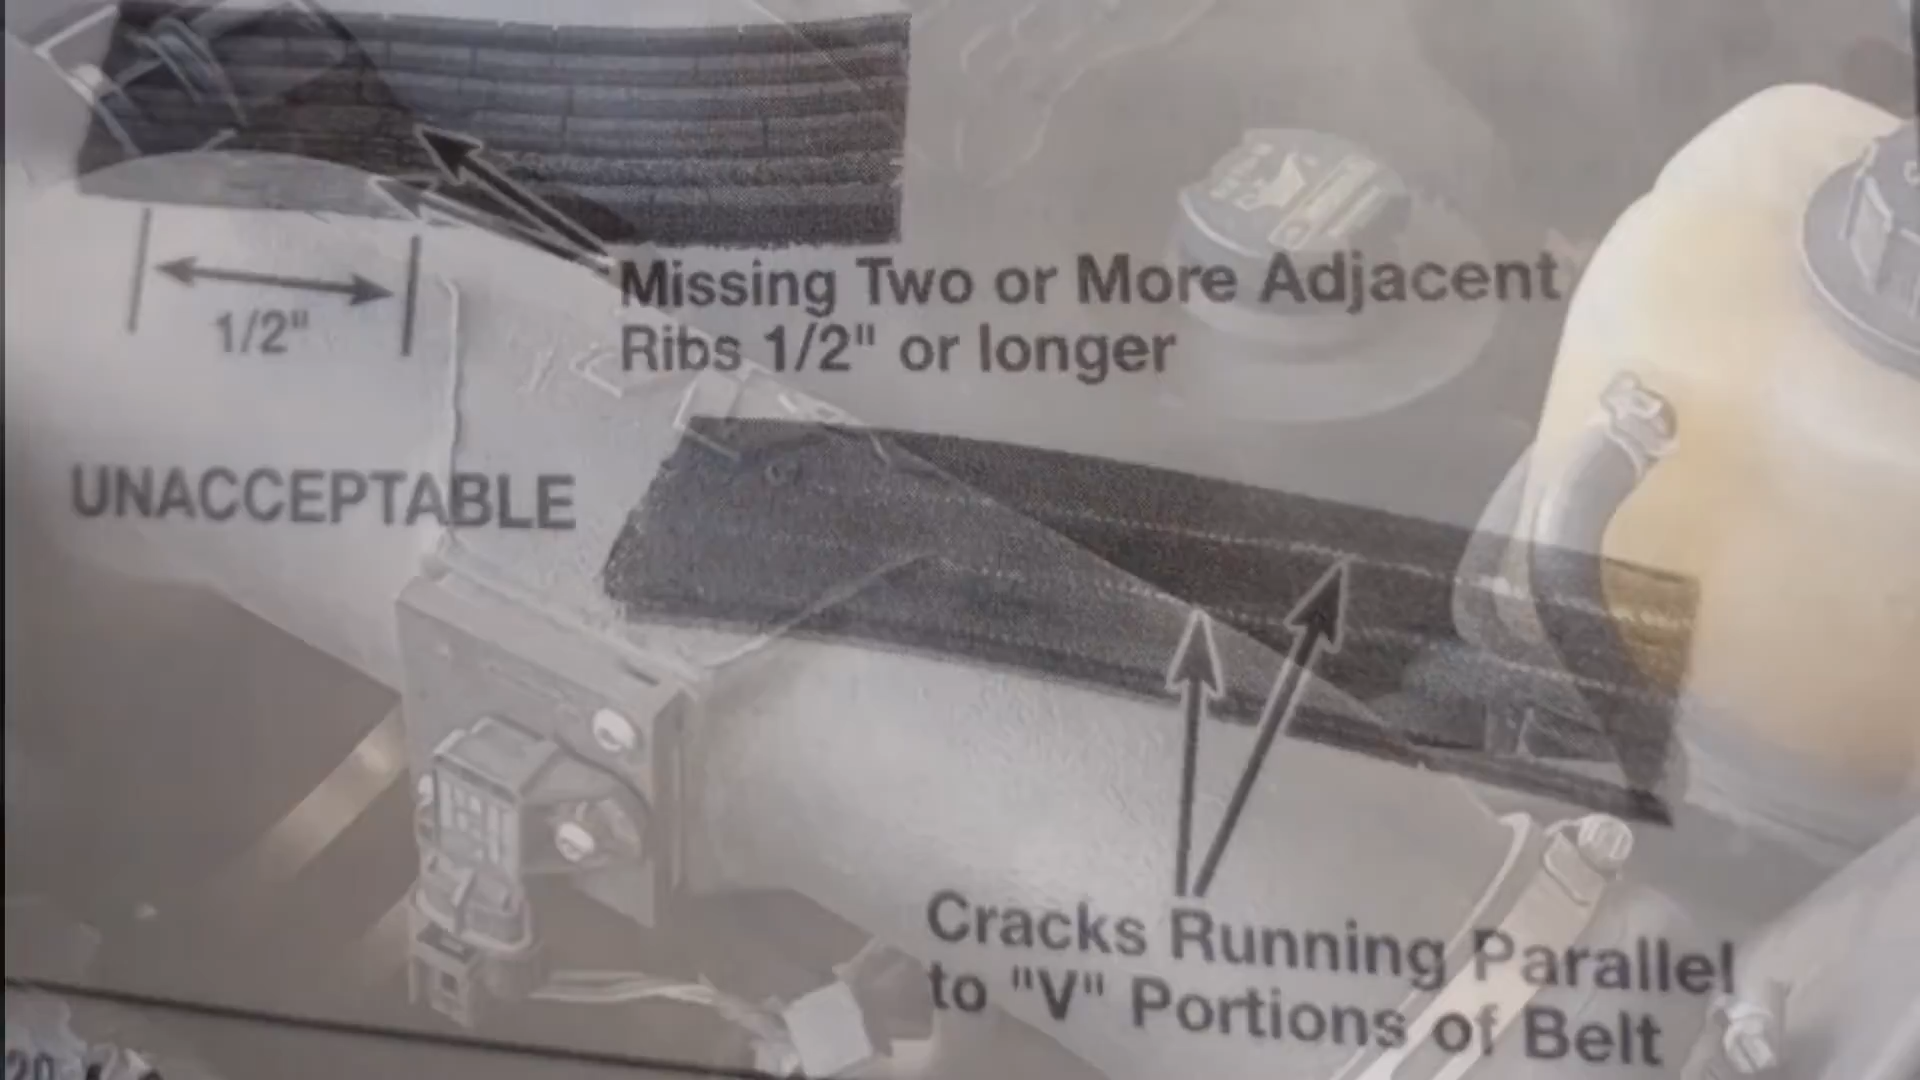 1/2"
Missing Two or More Adjacent
Ribs 1/2" or longer
UNACCEPTABLE
Cracks Running Parallel
to "V" Portions of Belt